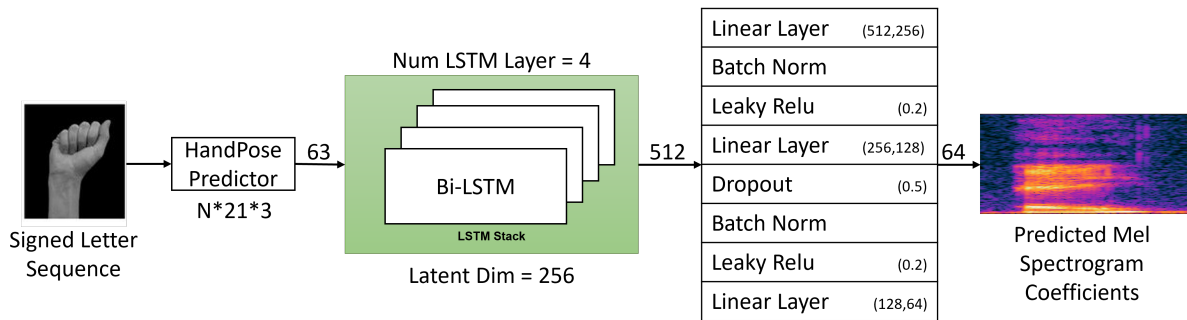 Signed Letter
Sequence
HandPose
Predictor
N*21*3
63
Num LSTM Layer = 4
Bi-LSTM
LSTM Stack
Latent Dim = 256
512
Linear Layer (512,256)
Batch Norm
Leaky Relu (0.2)
Linear Layer (256,128)
Dropout (0.5)
Batch Norm
Leaky Relu (0.2)
Linear Layer (128,64)
64
Predicted Mel
Spectrogram
Coefficients